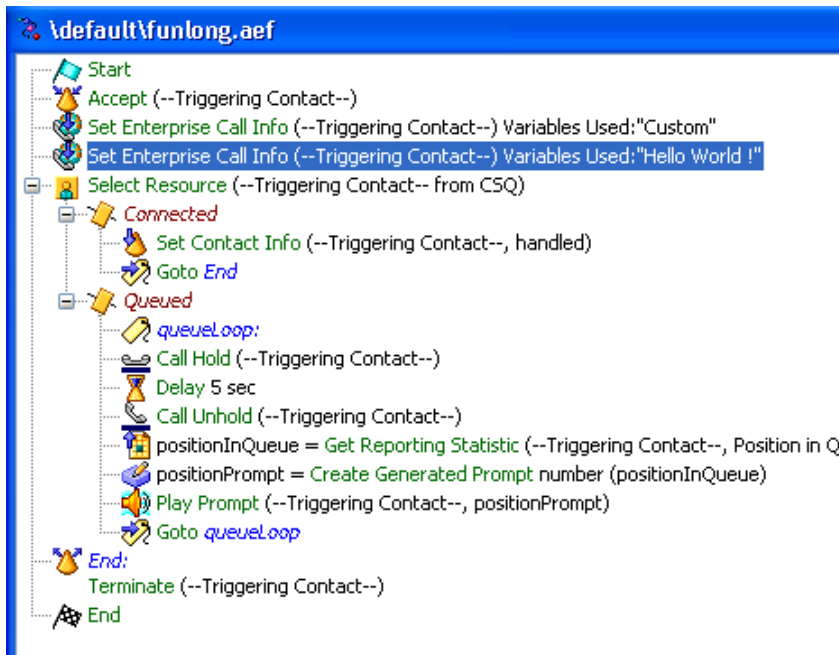 \default\funlong.aef
Start
Accept (--Triggering Contact--)
Set Enterprise Call Info (--Triggering Contact--) Variables Used:"Custom"
Set Enterprise Call Info (--Triggering Contact--) Variables Used:"Hello World !"
Select Resource (--Triggering Contact-- from CSQ)
Connected
Set Contact Info (--Triggering Contact--, handled)
Goto End
Queued
queueLoop:
Call Hold (--Triggering Contact--)
Delay 5 sec
Call Unhold (--Triggering Contact--)
positionInQueue = Get Reporting Statistic (--Triggering Contact--, Position in Q
positionPrompt = Create Generated Prompt number (positionInQueue)
Play Prompt (--Triggering Contact--, positionPrompt)
Goto queueLoop
End:
Terminate (--Triggering Contact--)
End